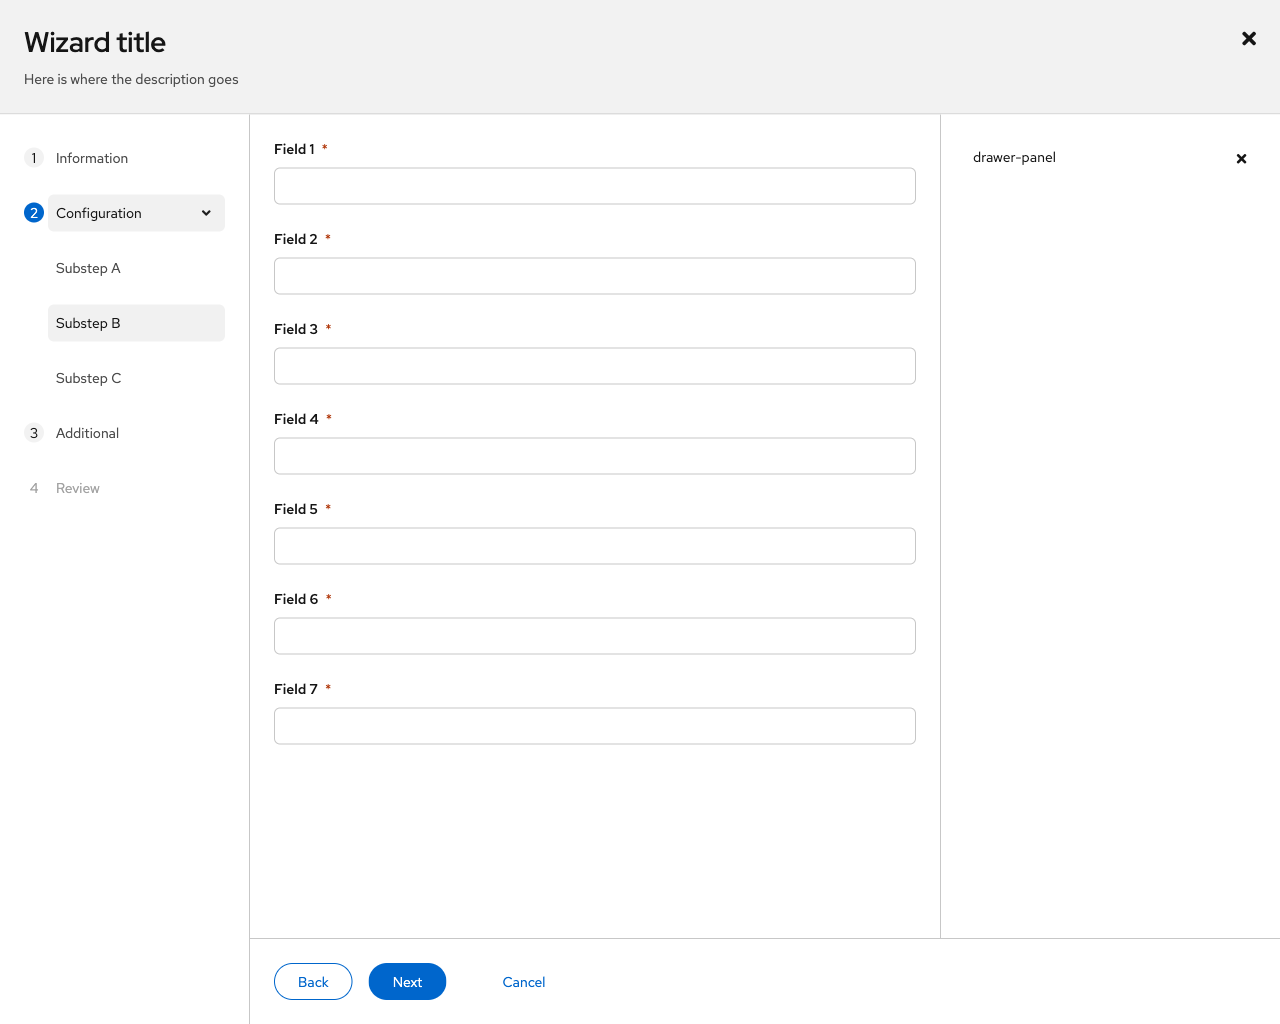 Wizard title
Here is where the description goes
1 Information
2 Configuration
Substep A
Substep B
Substep C
3 Additional
4 Review
Field 1 *
Field 2 *
Field 3 *
Field 4 *
Field 5 *
Field 6 *
Field 7 *
drawer-panel
Back Next Cancel